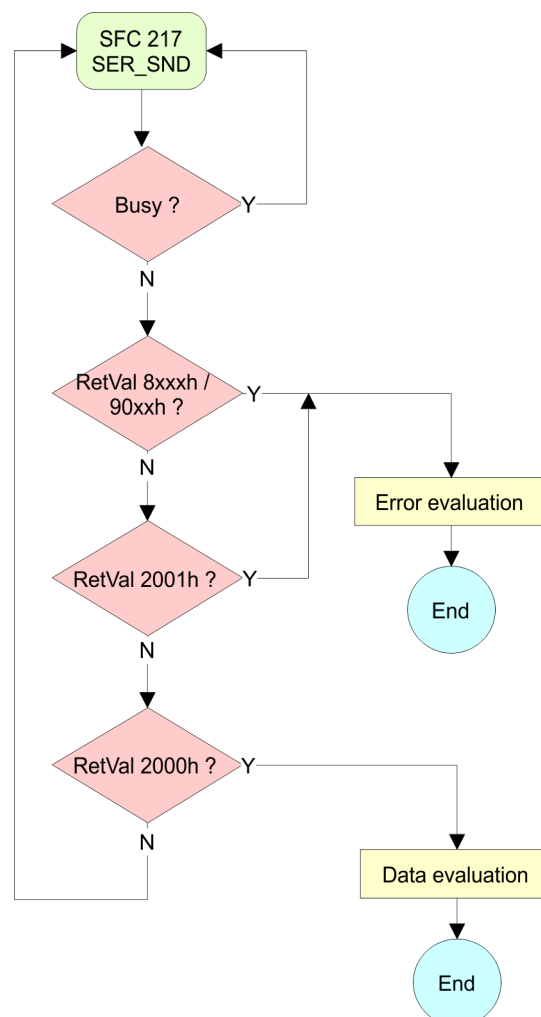 SFC 217
SER_SND
Busy ?
Y
N
RetVal 8xxxh /
90xxh ?
Y
N
Error evaluation
RetVal 2001h ?
Y
End
N
RetVal 2000h ?
Y
N
Data evaluation
End